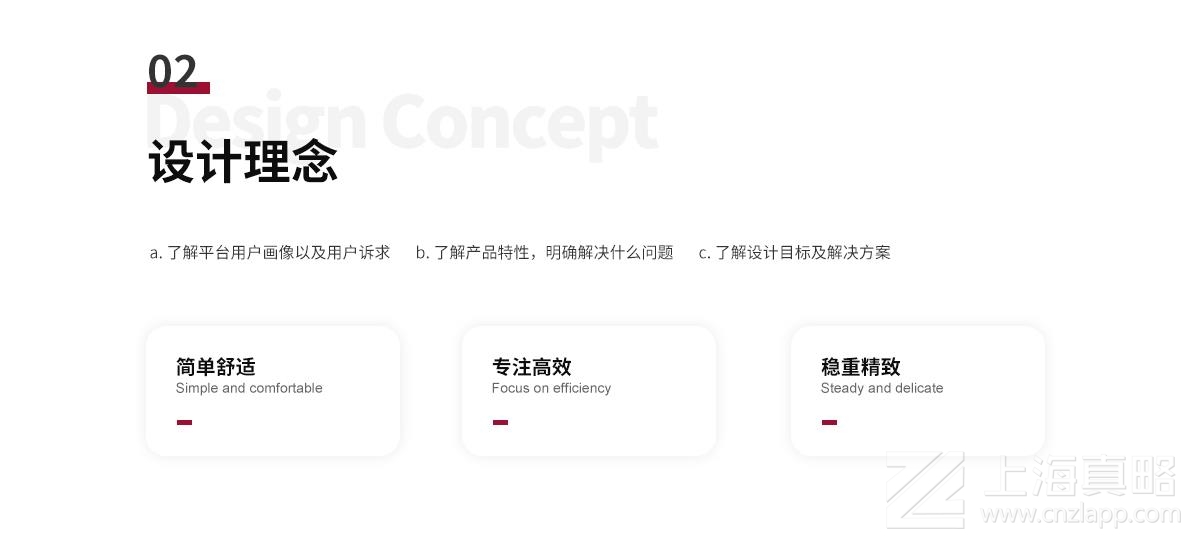 02
Design Concept
设计理念
a. 了解平台用户画像以及用户诉求 b. 了解产品特性，明确解决什么问题 c. 了解设计目标及解决方案
简单舒适
Simple and comfortable
专注高效
Focus on efficiency
稳重精致
Steady and delicate
上海真略
www.cnzlapp.com